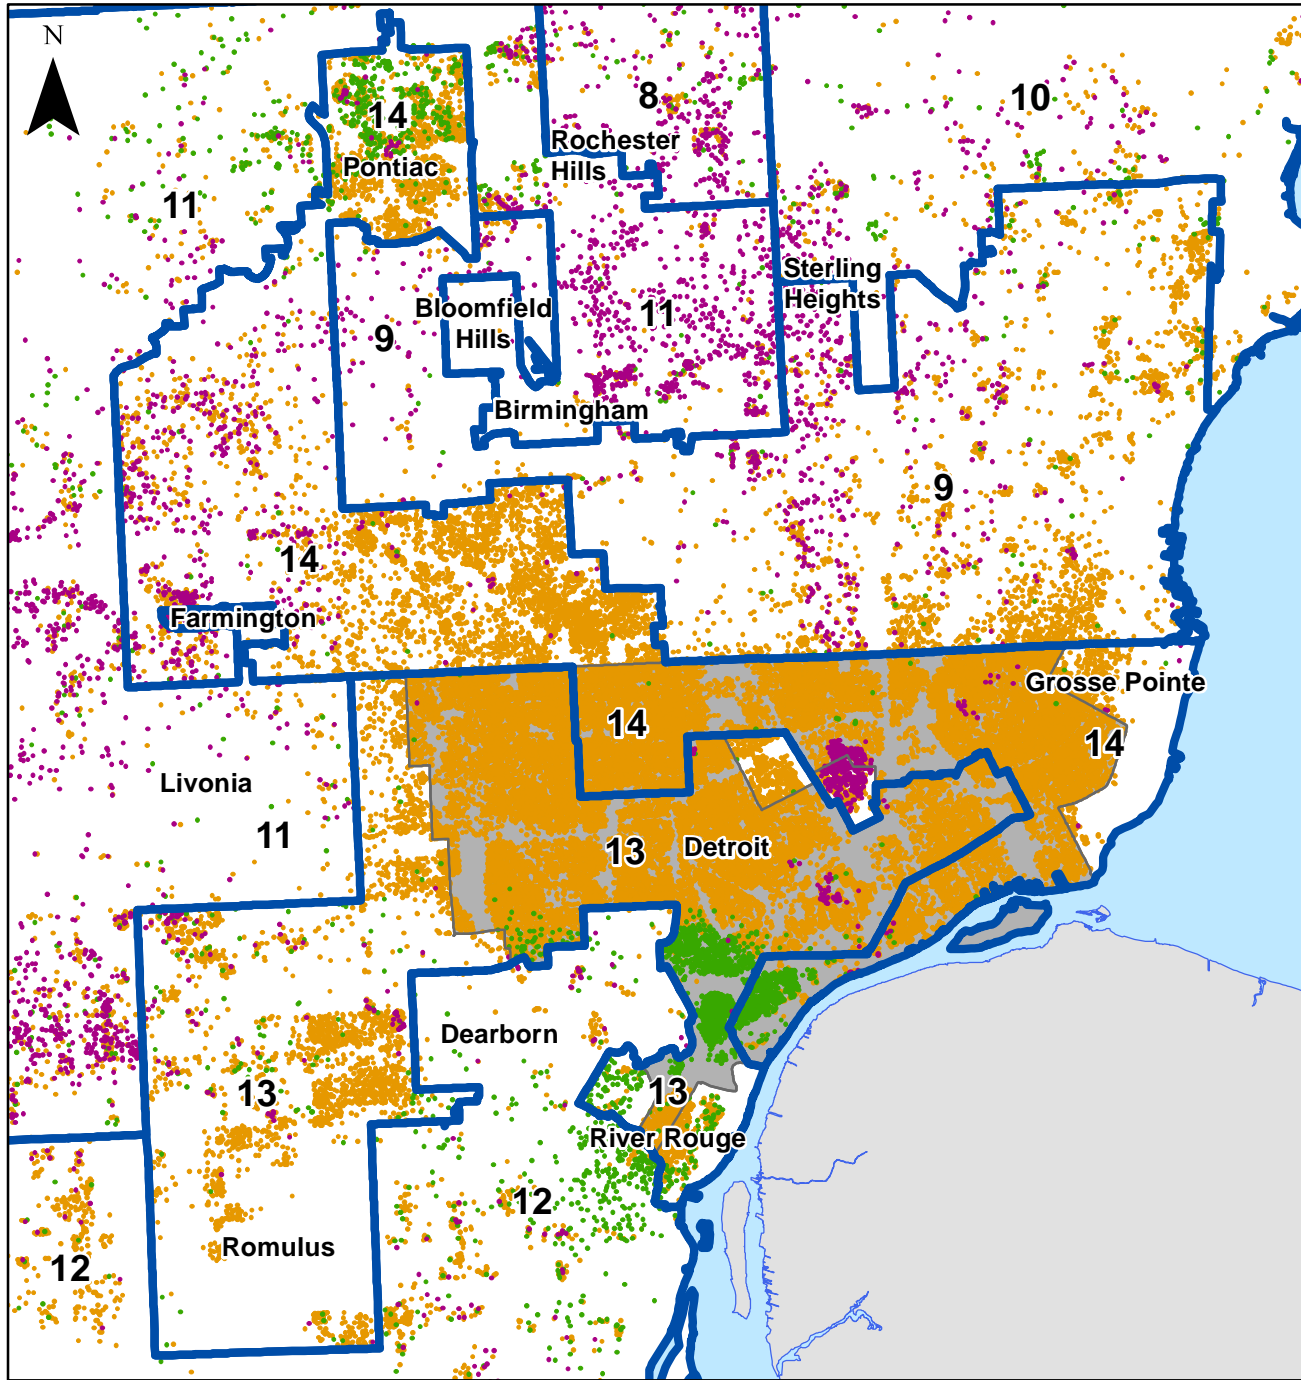 N
8
10
14
Rochester
Hills
Pontiac
11
Sterling
Heights
Bloomfield
Hills
11
9
Birmingham
9
14
Farmington
Grosse Pointe
14
14
Livonia
11
13
Detroit
Dearborn
13
13
River Rouge
12
Romulus
12